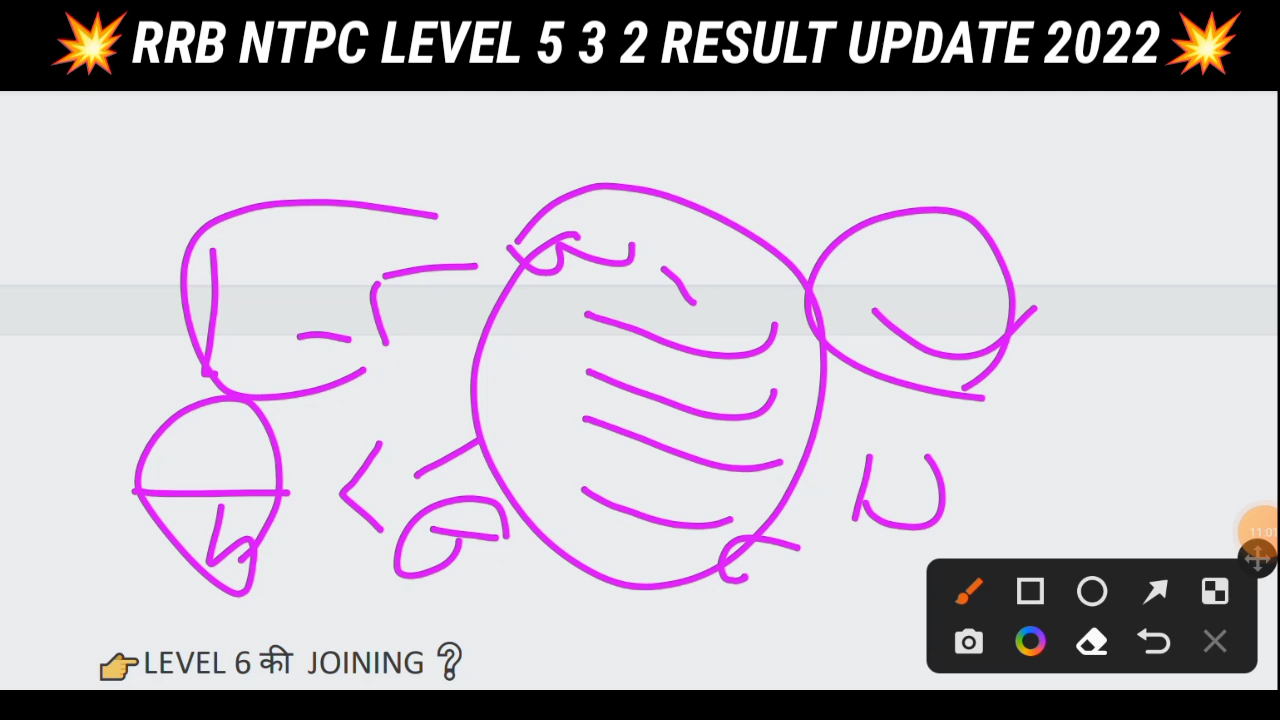 RRB NTPC LEVEL 5 3 2 RESULT UPDATE 2022
LEVEL 6 की JOINING ?